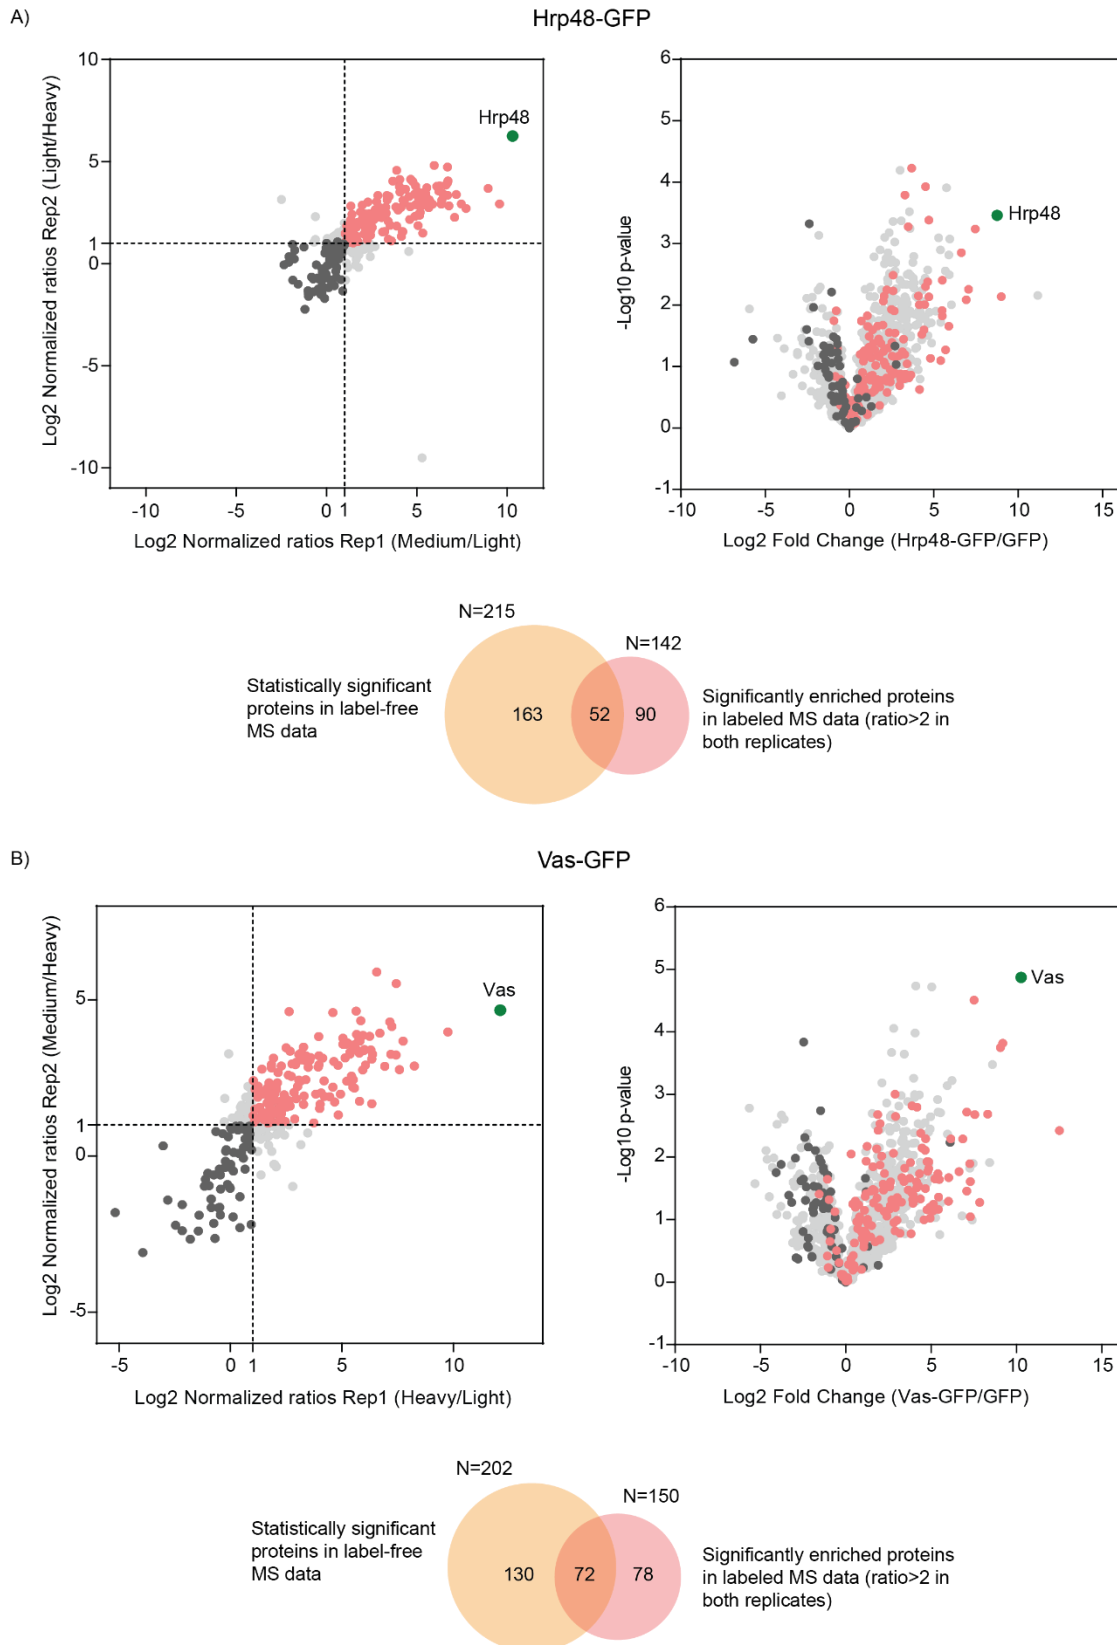 A)
Hrp48-GFP
10
5
1
0
-5
-10
Log2 Normalized ratios Rep2 (Light/Heavy)
Hrp48
-10
-5
0
1
5
10
Log2 Normalized ratios Rep1 (Medium/Light)
6
5
4
3
2
1
0
-1
-Log10 p-value
Hrp48
-10
-5
0
5
10
15
Log2 Fold Change (Hrp48-GFP/GFP)
N=215
N=142
Statistically significant
proteins in label-free
MS data
163
52
90
Significantly enriched proteins
in labeled MS data (ratio>2 in
both replicates)
B)
Vas-GFP
5
1
0
-5
Log2 Normalized ratios Rep2 (Medium/Heavy)
Vas
-5
0
1
5
10
Log2 Normalized ratios Rep1 (Heavy/Light)
6
5
4
3
2
1
0
-1
-Log10 p-value
Vas
-10
-5
0
5
10
15
Log2 Fold Change (Vas-GFP/GFP)
N=202
N=150
Statistically significant
proteins in label-free
MS data
130
72
78
Significantly enriched proteins
in labeled MS data (ratio>2 in
both replicates)